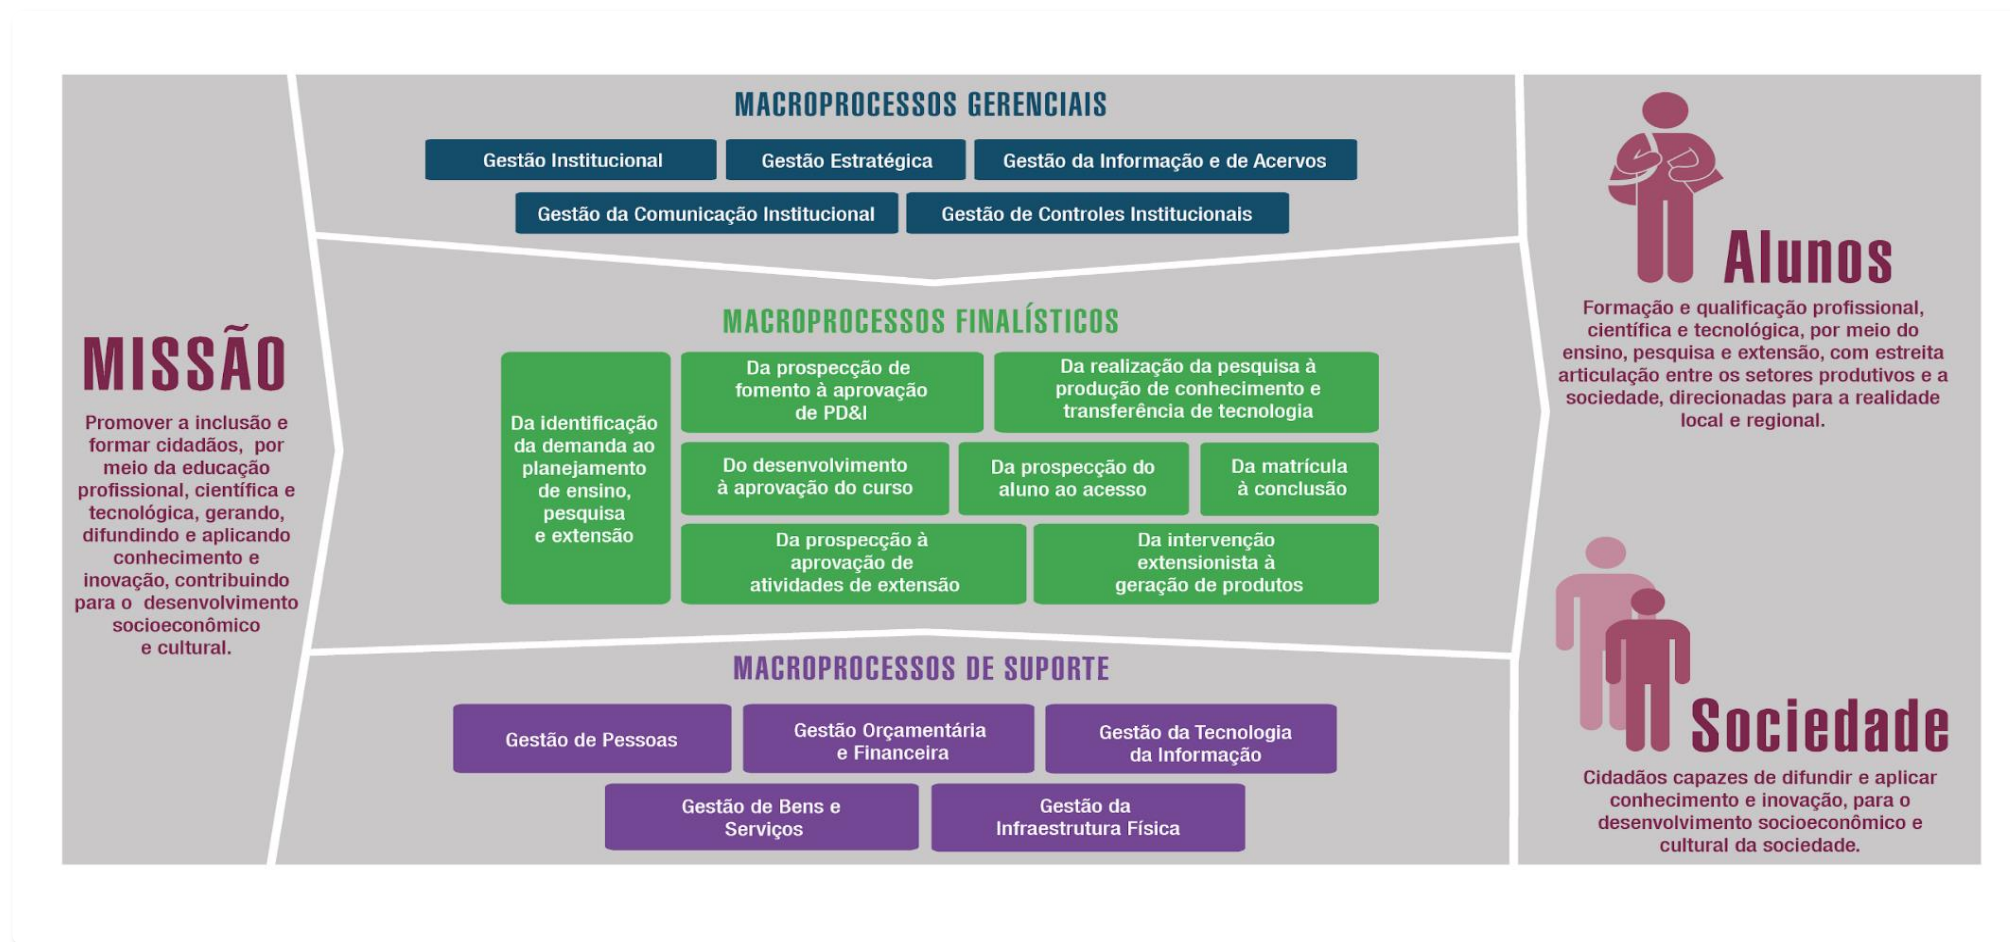 MISSÃO
Promover a inclusão e
formar cidadãos, por
meio da educação
profissional, científica e
tecnológica, gerando,
difundindo e aplicando
conhecimento e
inovação, contribuindo
para o desenvolvimento
socioeconômico
e cultural.
MACROPROCESSOS GERENCIAIS
Gestão Institucional
Gestão Estratégica
Gestão da Informação e de Acervos
Gestão da Comunicação Institucional
Gestão de Controles Institucionais
MACROPROCESSOS FINALÍSTICOS
Da identificação
da demanda ao
planejamento
de ensino,
pesquisa
e extensão
Da prospecção de
fomento à aprovação
de PD&I
Da realização da pesquisa à
produção de conhecimento e
transferência de tecnologia
Do desenvolvimento
à aprovação do curso
Da prospecção do
aluno ao acesso
Da matrícula
à conclusão
Da prospecção à
aprovação de
atividades de extensão
Da intervenção
extensionista à
geração de produtos
MACROPROCESSOS DE SUPORTE
Gestão de Pessoas
Gestão Orçamentária
e Financeira
Gestão da Tecnologia
da Informação
Gestão de Bens e
Serviços
Gestão da
Infraestrutura Física
Alunos
Formação e qualificação profissional,
científica e tecnológica, por meio do
ensino, pesquisa e extensão, com estreita
articulação entre os setores produtivos e a
sociedade, direcionadas para a realidade
local e regional.
Sociedade
Cidadãos capazes de difundir e aplicar
conhecimento e inovação, para o
desenvolvimento socioeconômico e
cultural da sociedade.